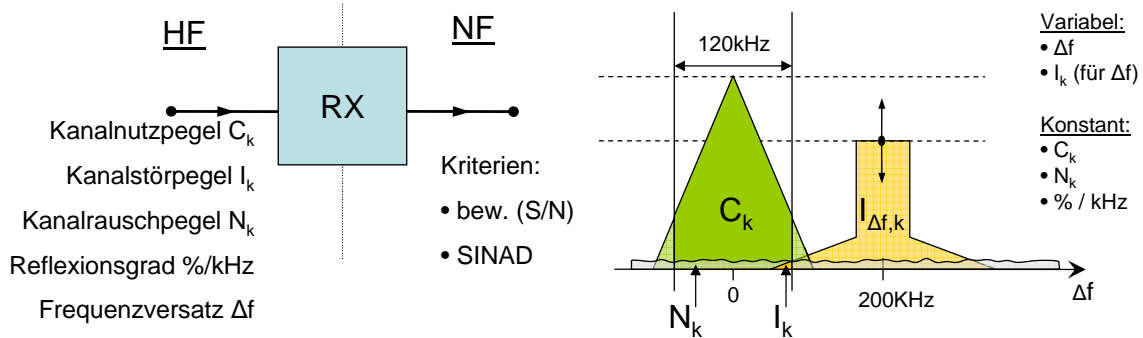 HF
NF
RX
Kanalnutzpegel Cₖ
Kanalstörpegel Iₖ
Kanalrauschpegel Nₖ
Reflexionsgrad %/kHz
Frequenzversatz Δf
Kriterien:
• bew. (S/N)
• SINAD
120kHz
Cₖ
I_Δf,k
0
200KHz
Δf
Nₖ
Iₖ
Variabel:
• Δf
• Iₖ (für Δf)
Konstant:
• Cₖ
• Nₖ
• % / kHz